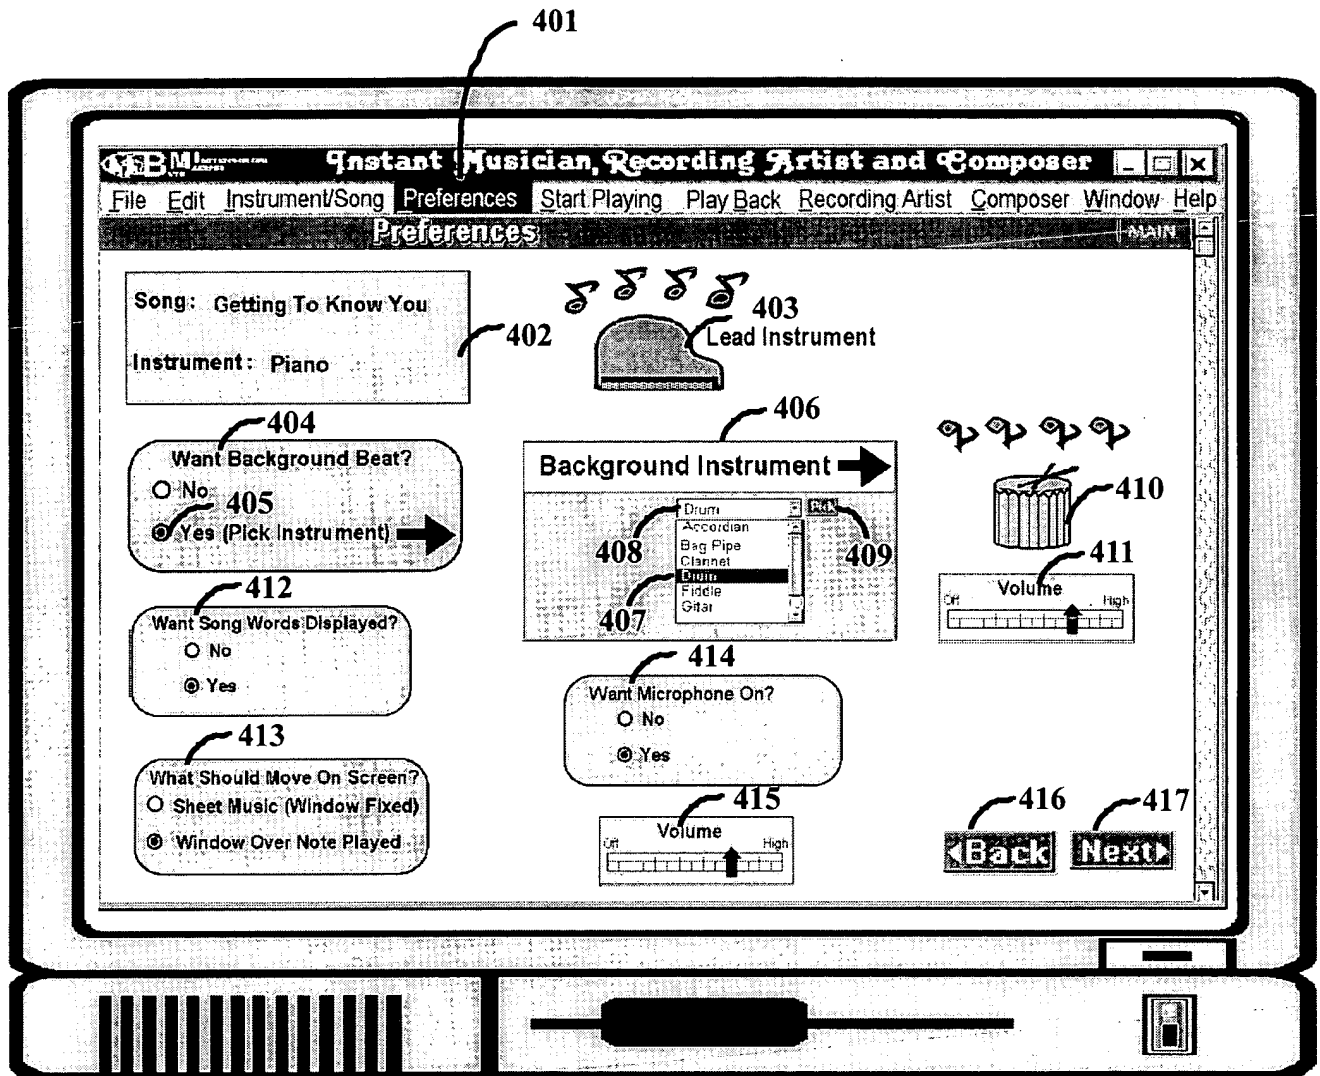 401
Instant Musician, Recording Artist and Composer
File Edit Instrument/Song Preferences Start Playing Play Back Recording Artist Composer Window Help
Preferences
MAIN
Song: Getting To Know You
402
Instrument: Piano
403
Lead Instrument
404
Want Background Beat?
No
405
Yes (Pick Instrument)
406
Background Instrument
Drum
Pick
408
409
Accordian
Bag Pipe
Clarinet
Drum
Fiddle
Gitar
407
410
411
Volume
Off High
412
Want Song Words Displayed?
No
Yes
414
Want Microphone On?
No
Yes
413
What Should Move On Screen?
Sheet Music (Window Fixed)
Window Over Note Played
415
Volume
Off High
416
Back
417
Next